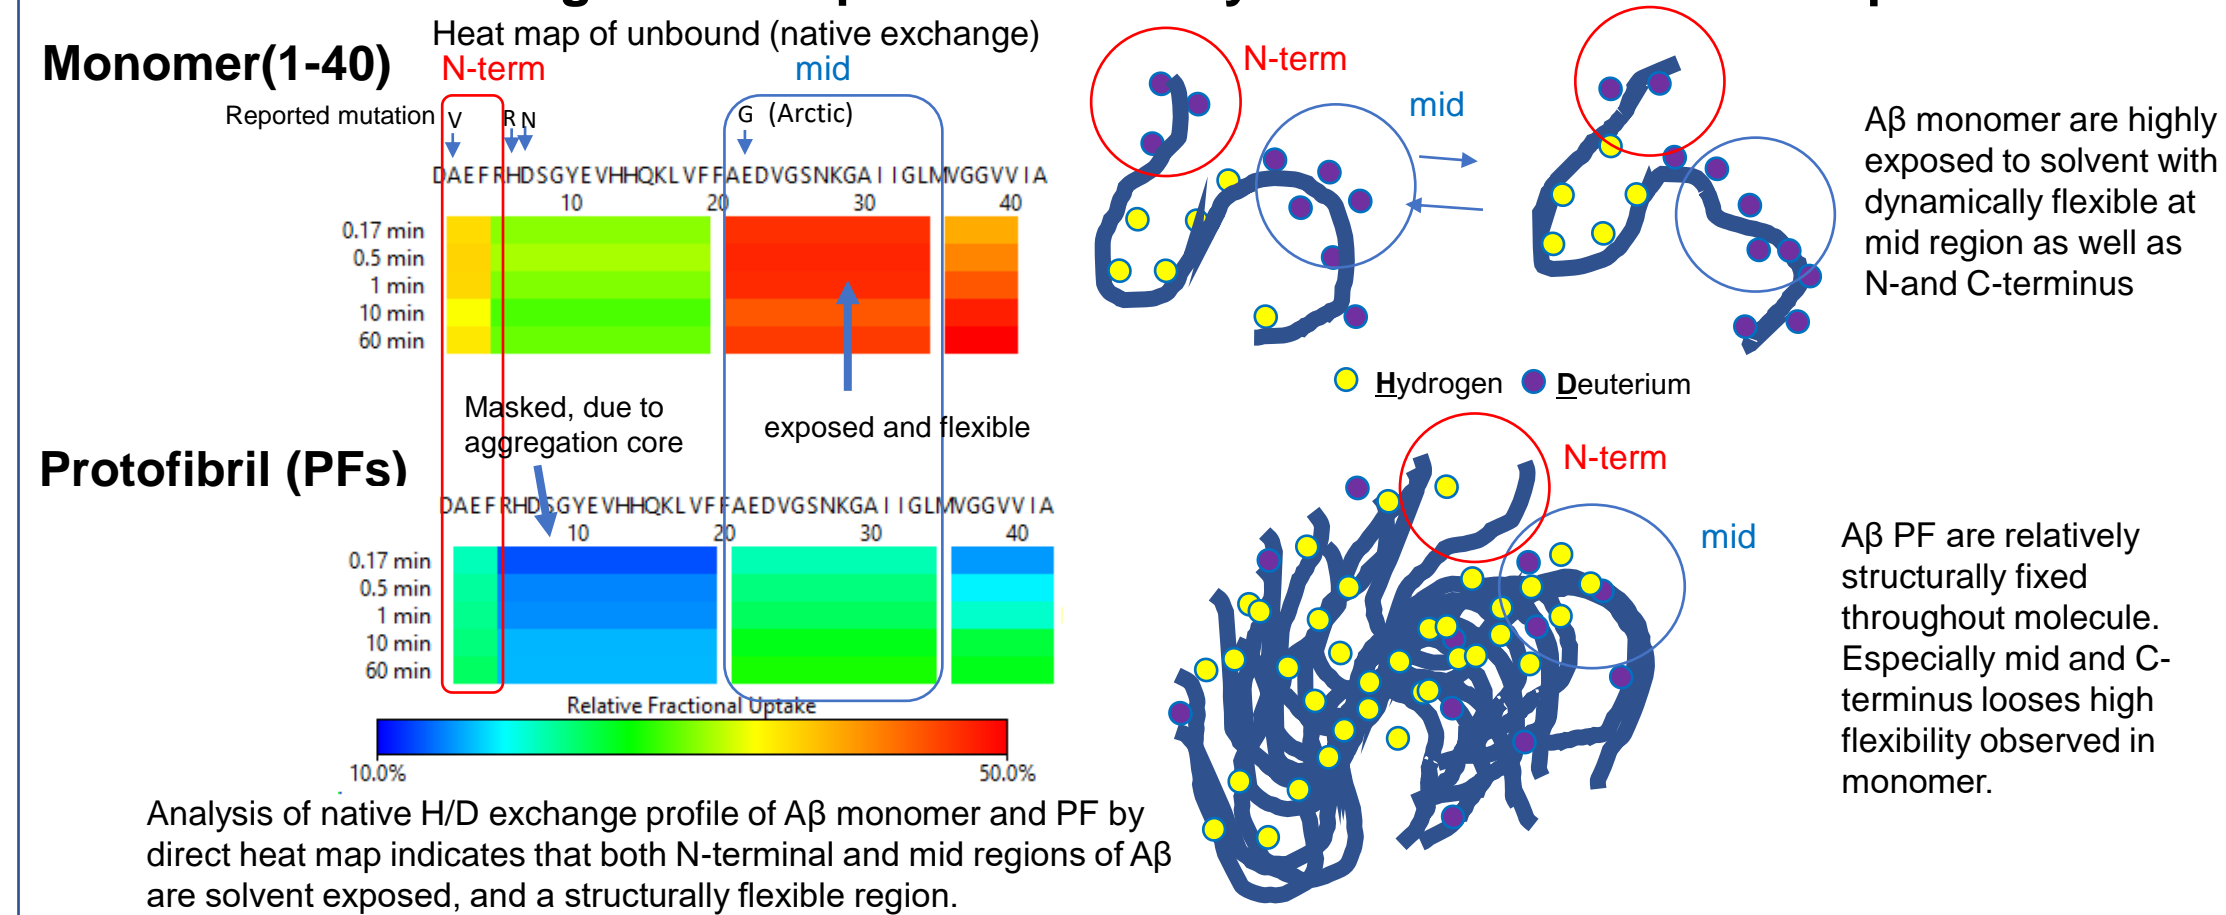 Heat map of unbound (native exchange)
Monomer(1-40)
N-term
mid
Reported mutation
V
R N
G (Arctic)
DAEFRHDSGYEVHHQKLVFFAEDVGSNKGAIIGLMVGGVVIA
10
20
30
40
0.17 min
0.5 min
1 min
10 min
60 min
Masked, due to
aggregation core
exposed and flexible
Protofibril (PFs)
DAEFRHDSGYEVHHQKLVFFAEDVGSNKGAIIGLMVGGVVIA
10
20
30
40
0.17 min
0.5 min
1 min
10 min
60 min
Relative Fractional Uptake
10.0%
50.0%
Analysis of native H/D exchange profile of Aβ monomer and PF by
direct heat map indicates that both N-terminal and mid regions of Aβ
are solvent exposed, and a structurally flexible region.
N-term
mid
Aβ monomer are highly
exposed to solvent with
dynamically flexible at
mid region as well as
N-and C-terminus
Hydrogen
Deuterium
N-term
mid
Aβ PF are relatively
structurally fixed
throughout molecule.
Especially mid and C-
terminus looses high
flexibility observed in
monomer.